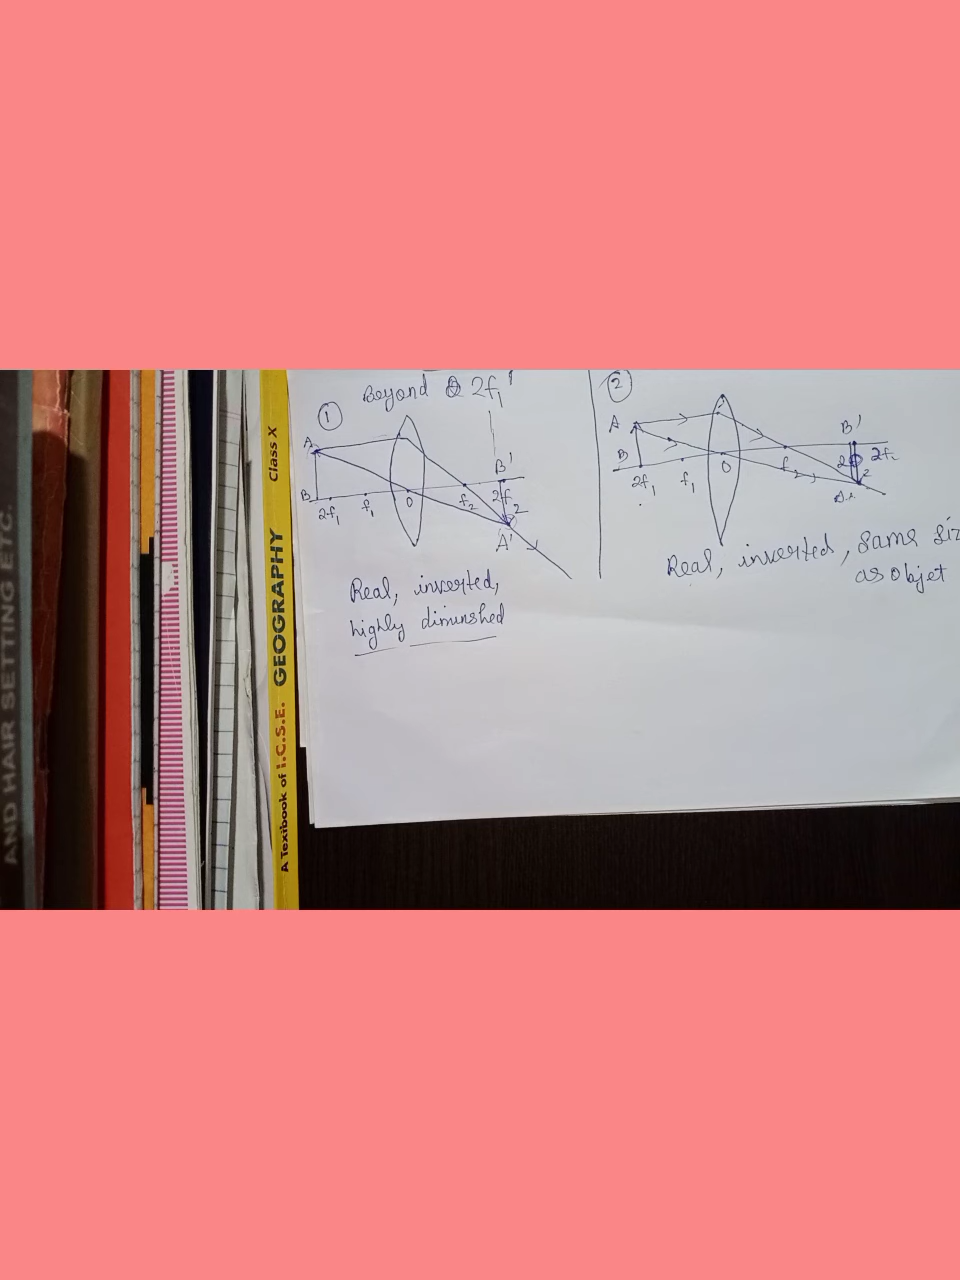 AND HAIR SETTING ETC.
A Textbook of I.C.S.E. GEOGRAPHY Class X
Beyond 2f₁
①
A
B
2f₁
f₁
O
f₂
2f₂
B'
A'
Real, inverted,
highly diminshed
②
A
B
2f₁
f₁
O
f₂
B'
2f₂
Real, inverted, same siz
as objet